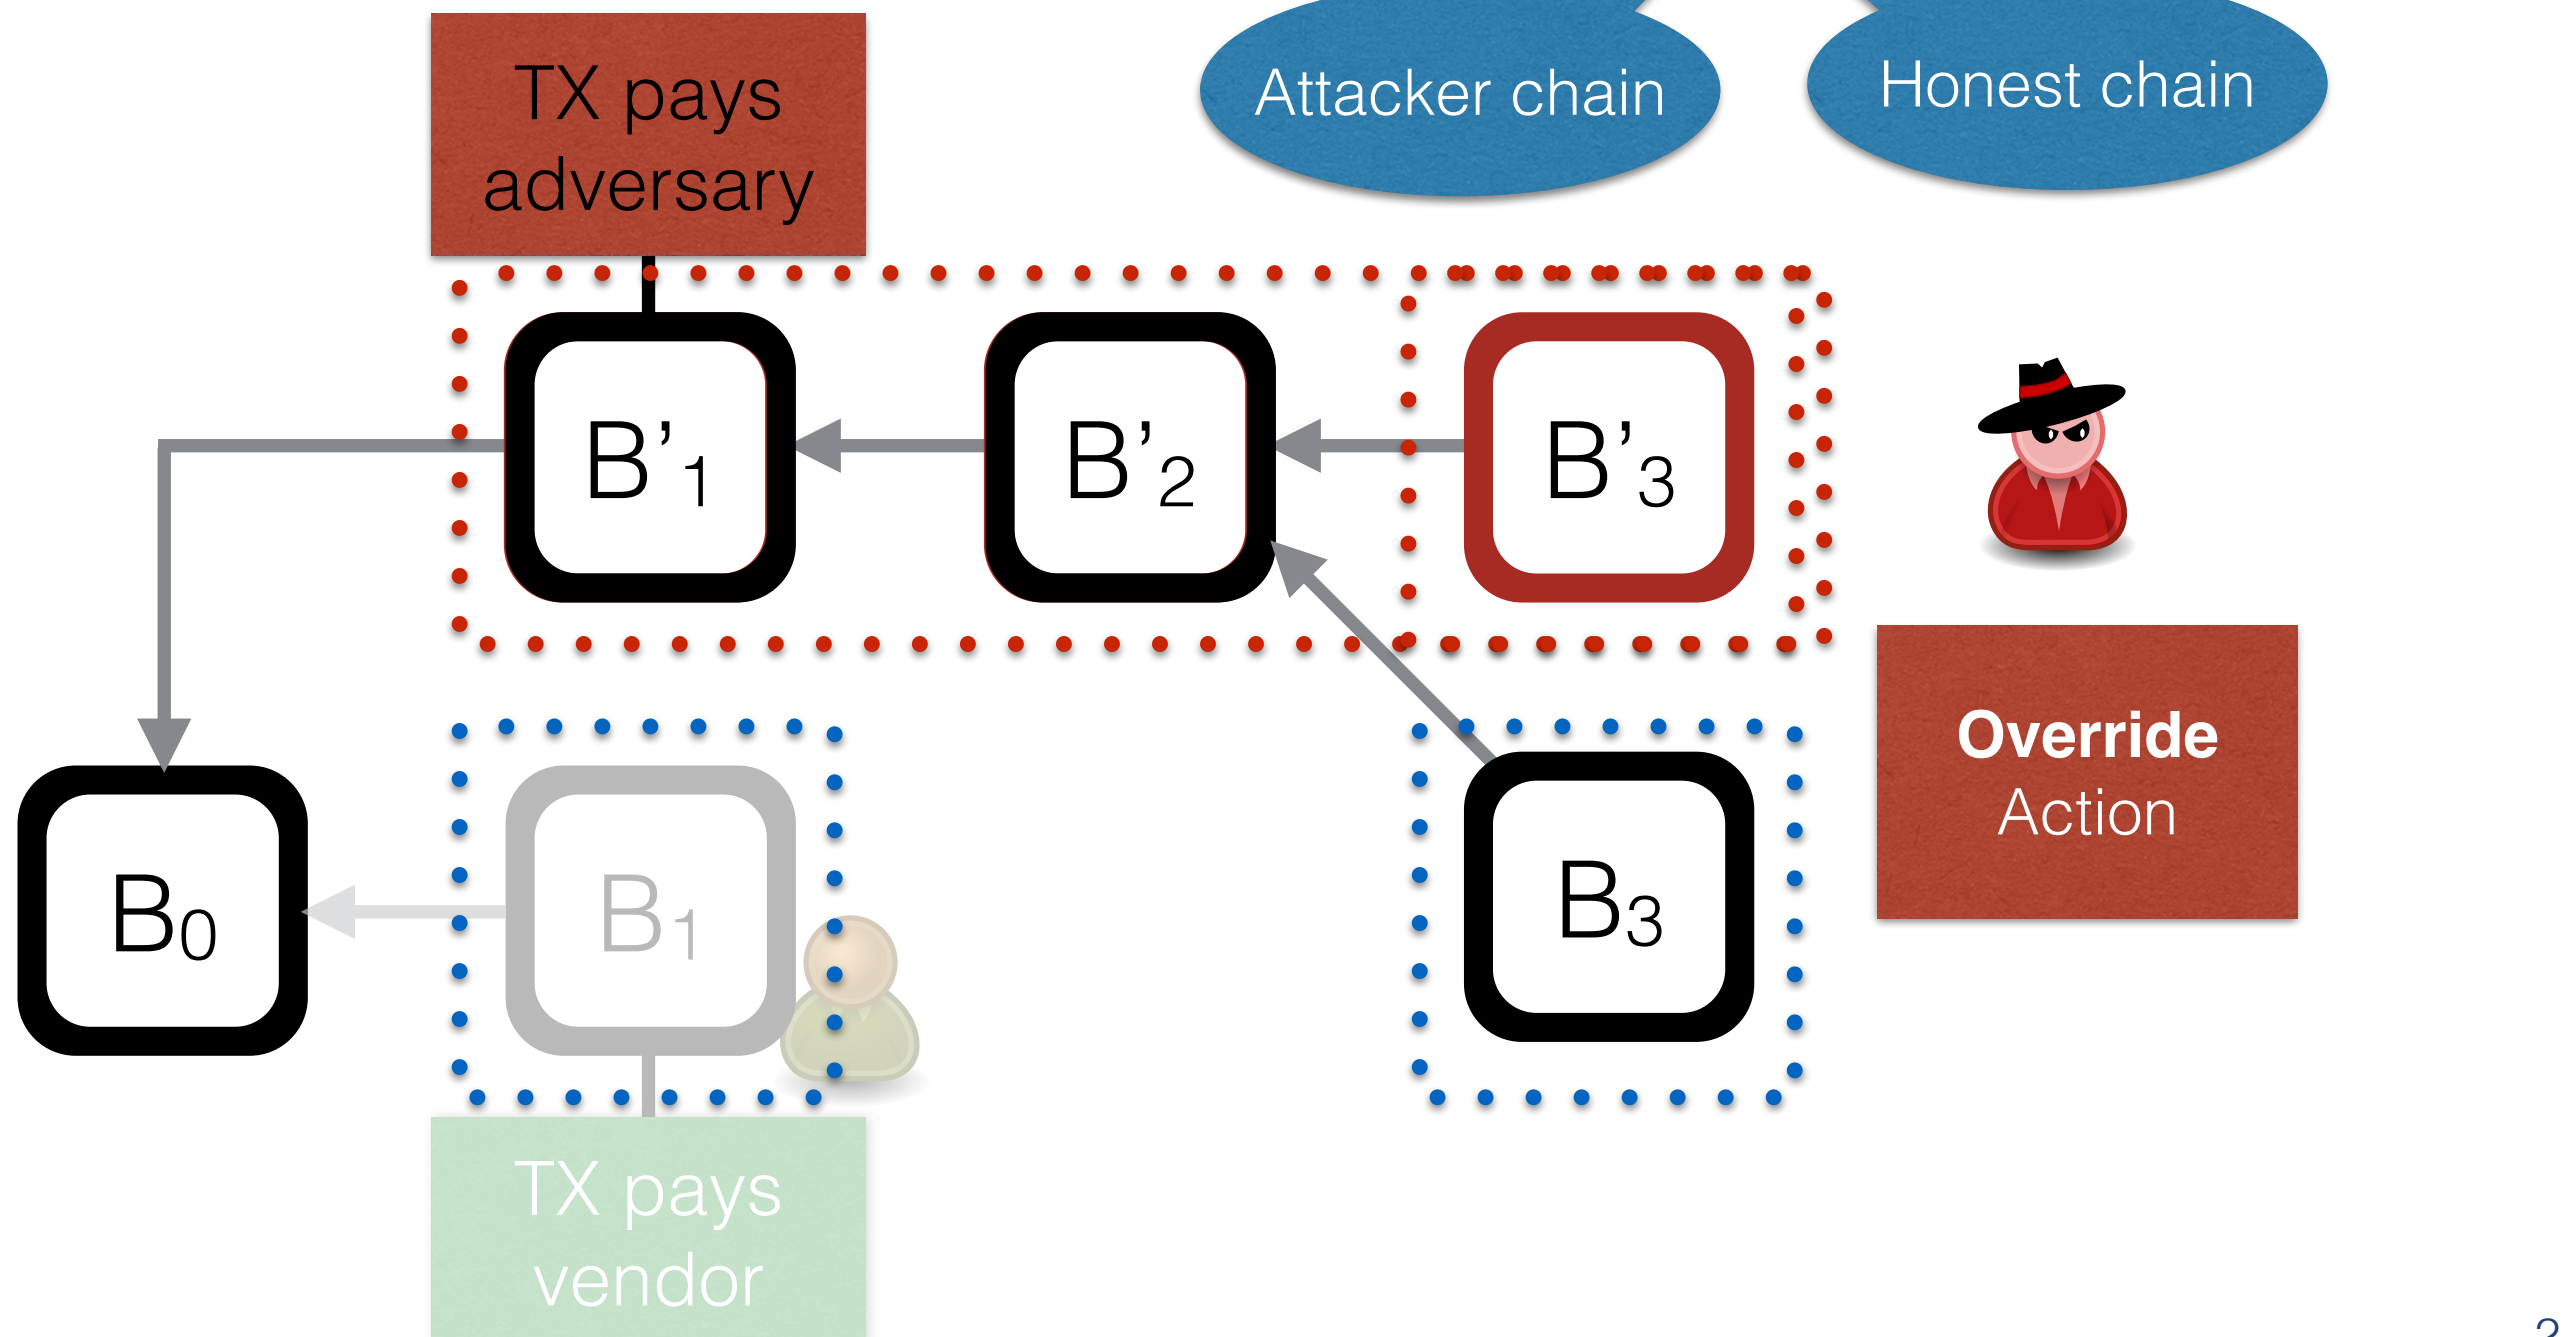 TX pays
adversary
Attacker chain
Honest chain
B’1
B’2
B’3
Override
Action
B0
B1
B3
TX pays
vendor